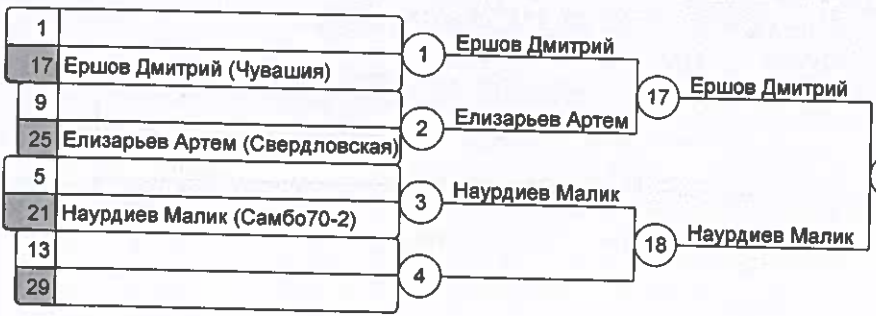 1
17 Ершов Дмитрий (Чувашия)
1
Ершов Дмитрий
9
25 Елизарьев Артем (Свердловская)
2
Елизарьев Артем
17
Ершов Дмитрий
5
21 Наурдиев Малик (Самбо70-2)
3
Наурдиев Малик
13
29
4
18
Наурдиев Малик